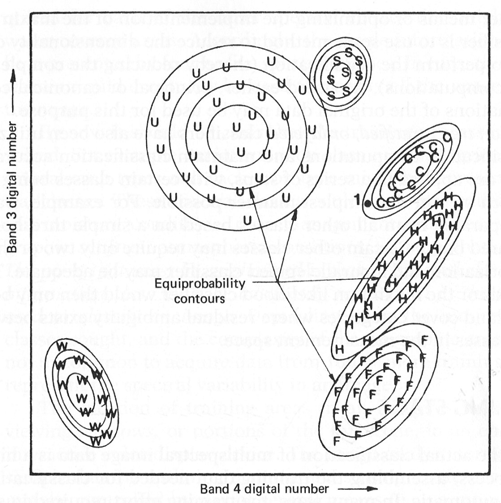 Band 3 digital number
U
S
C
1
H
Equiprobability
contours
W
F
Band 4 digital number